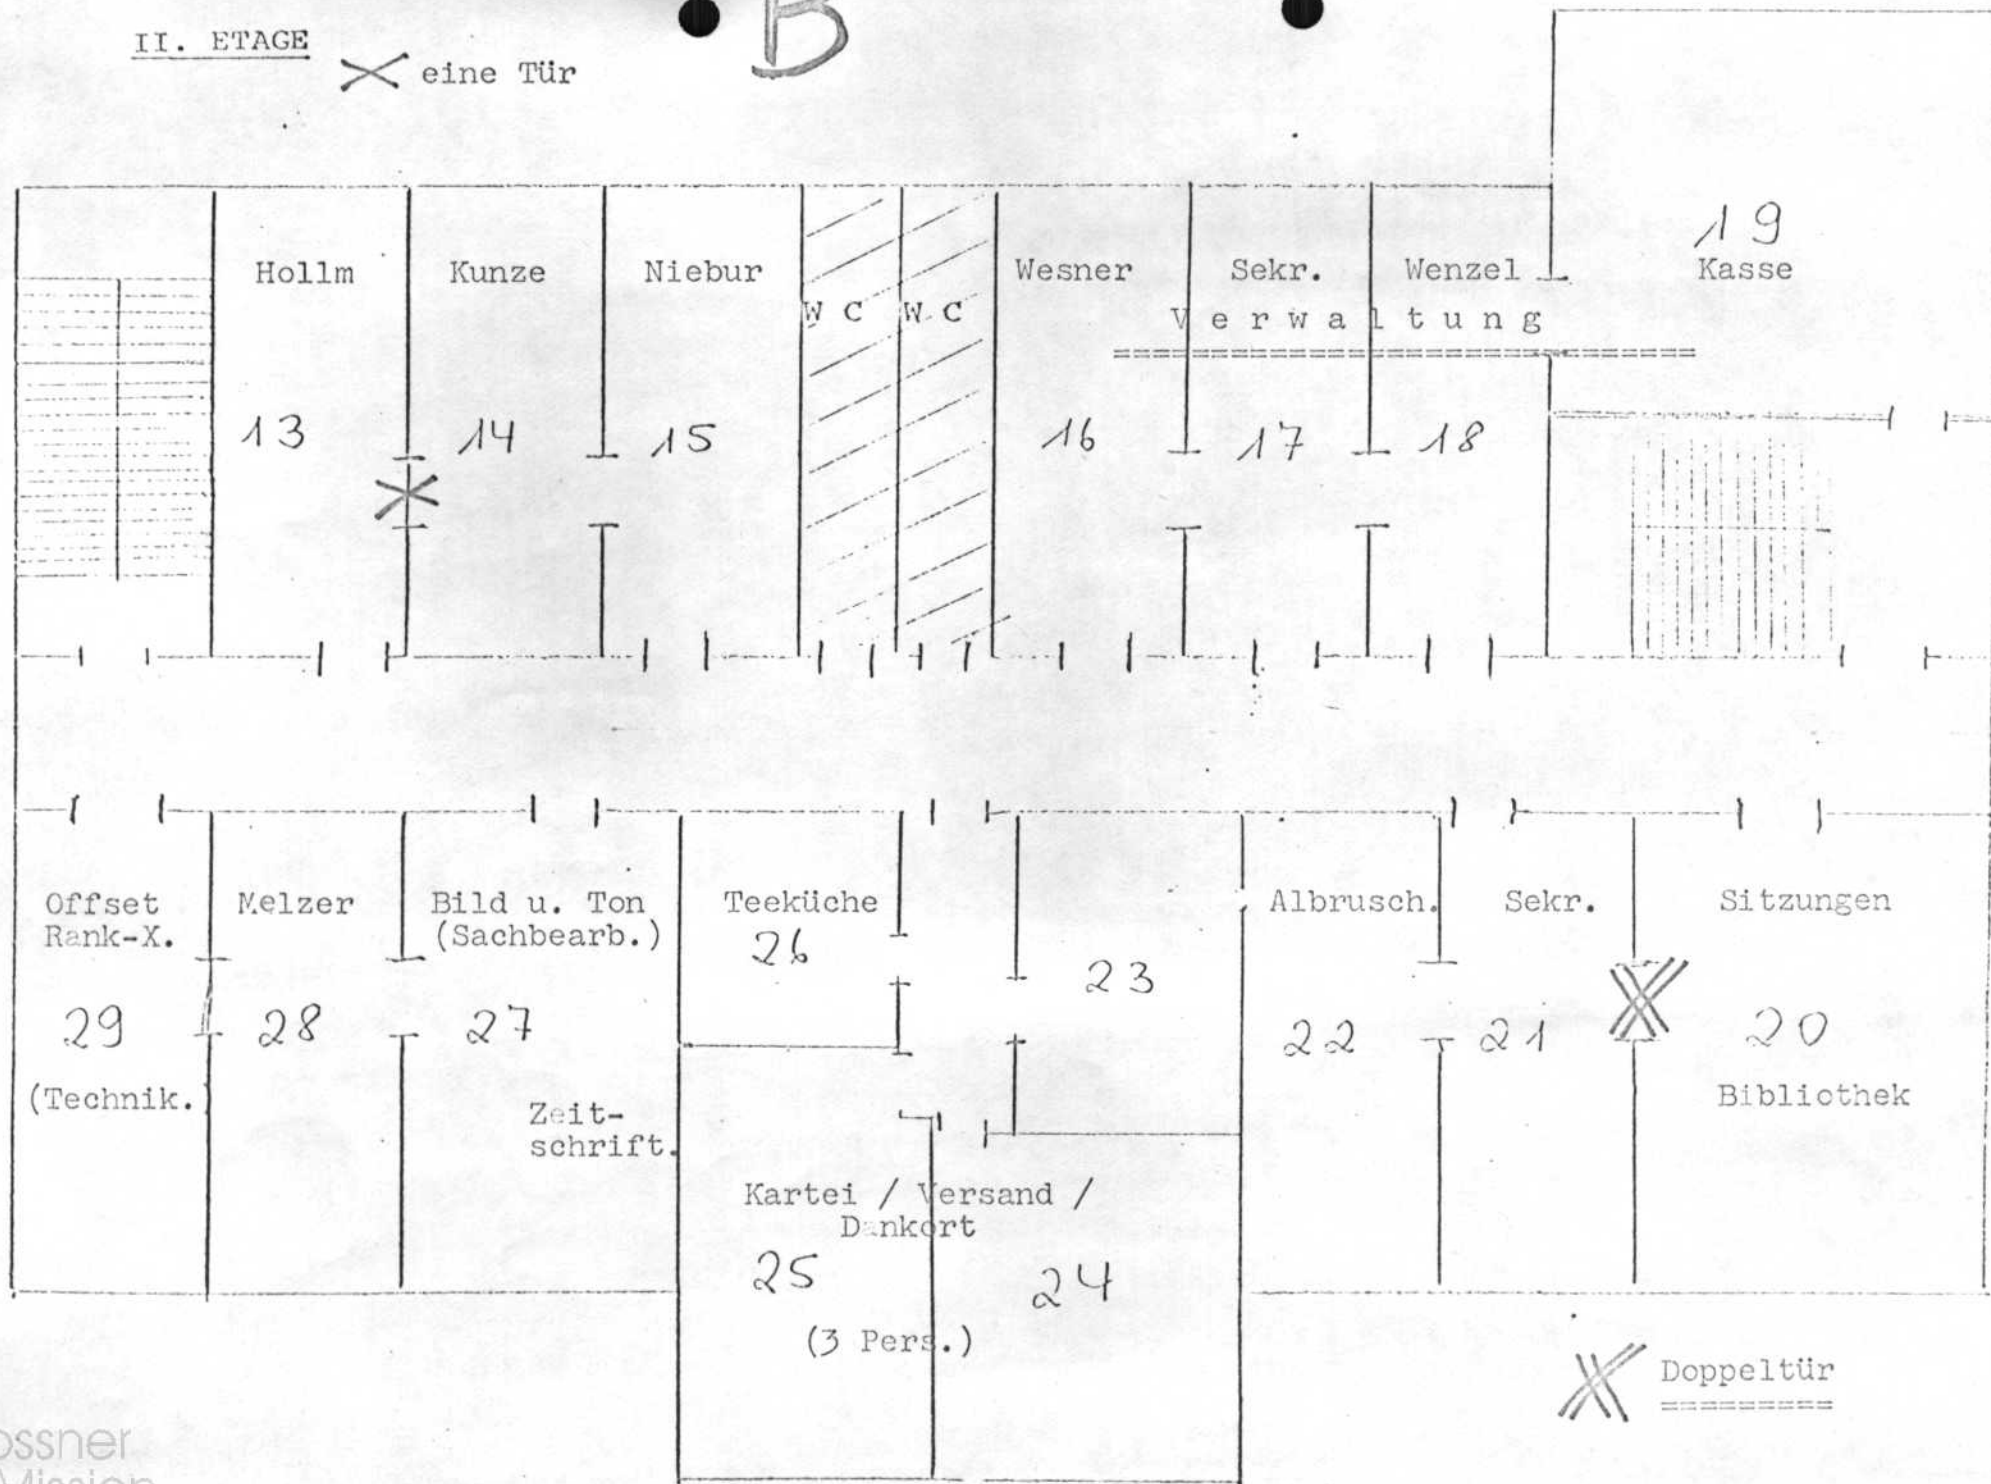 B
II. ETAGE
eine Tür
19
Hollm Kunze Niebur Wesner Sekr. Wenzel Kasse
W C W C Verwaltung
13 14 15 16 17 18
Offset Melzer Bild u. Ton Teeküche Albrusch. Sekr. Sitzungen
Rank-X. (Sachbearb.) 26
23
29 28 27 22 21 20
(Technik. Bibliothek
Zeit-
schrift.
Kartei / Versand /
Dankort
25 24
(3 Pers.)
Doppeltür
ossner
Mission